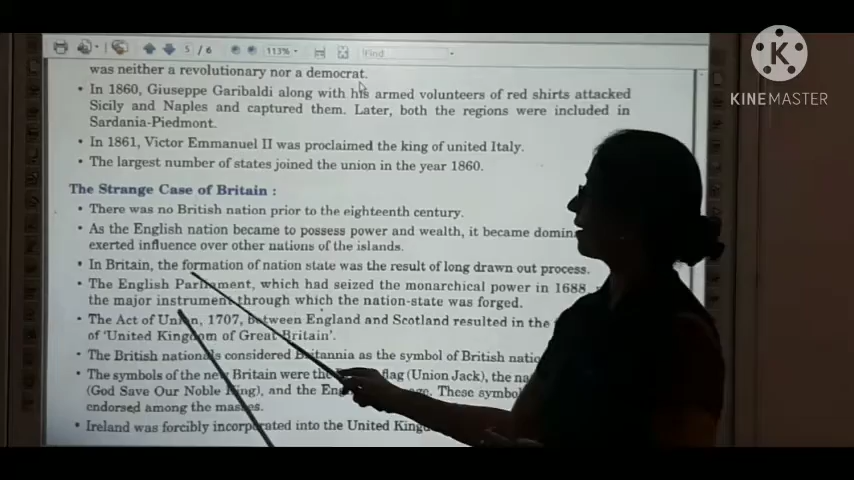 5 / 6
113%
Find
was neither a revolutionary nor a democrat.
• In 1860, Giuseppe Garibaldi along with his armed volunteers of red shirts attacked
Sicily and Naples and captured them. Later, both the regions were included in
Sardania-Piedmont.
• In 1861, Victor Emmanuel II was proclaimed the king of united Italy.
• The largest number of states joined the union in the year 1860.
The Strange Case of Britain :
• There was no British nation prior to the eighteenth century.
• As the English nation became to possess power and wealth, it became domin
exerted influence over other nations of the islands.
• In Britain, the formation of nation state was the result of long drawn out process.
• The English Parliament, which had seized the monarchical power in 1688
the major instrument through which the nation-state was forged.
• The Act of Union, 1707, between England and Scotland resulted in the
of 'United Kingdom of Great Britain'.
• The British nationals considered Britannia as the symbol of British natio
• The symbols of the new Britain were the flag (Union Jack), the na
(God Save Our Noble King), and the These symbo
endorsed among the masses.
• Ireland was forcibly incorporated into the United King
K
KINEMASTER